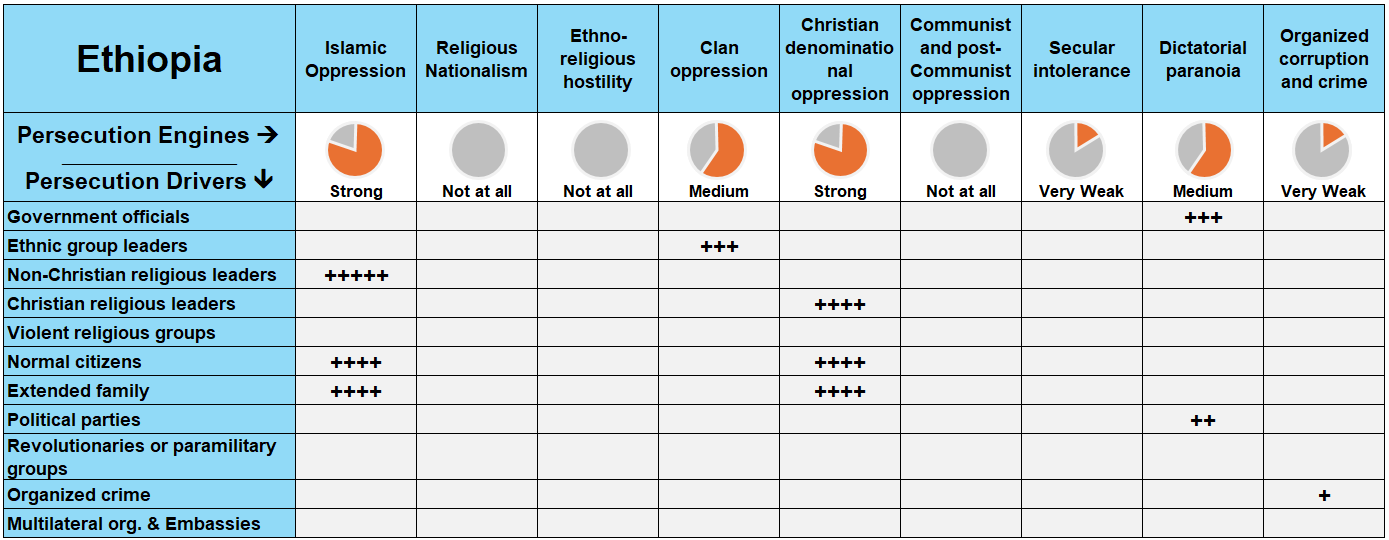 Ethiopia
Islamic
Oppression
Religious
Nationalism
Ethno-
religious
hostility
Clan
oppression
Christian
denominatio
nal
oppression
Communist
and post-
Communist
oppression
Secular
intolerance
Dictatorial
paranoia
Organized
corruption
and crime
Persecution Engines →
Persecution Drivers ↓
Strong
Not at all
Not at all
Medium
Strong
Not at all
Very Weak
Medium
Very Weak
Government officials +++
Ethnic group leaders +++
Non-Christian religious leaders +++++
Christian religious leaders ++++
Violent religious groups
Normal citizens ++++ ++++
Extended family ++++ ++++
Political parties ++
Revolutionaries or paramilitary
groups
Organized crime +
Multilateral org. & Embassies